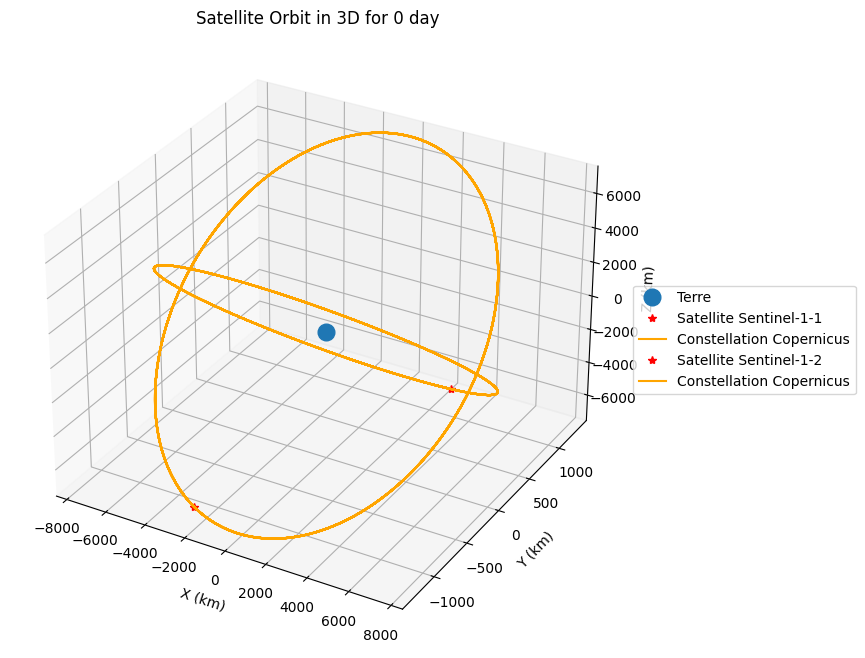 Satellite Orbit in 3D for 0 day
6000
4000
2000
0
−2000
−4000
−6000
Z (km)
Terre
Satellite Sentinel-1-1
Constellation Copernicus
Satellite Sentinel-1-2
Constellation Copernicus
1000
500
0
−500
−1000
Y (km)
−8000
−6000
−4000
−2000
0
2000
4000
6000
8000
X (km)